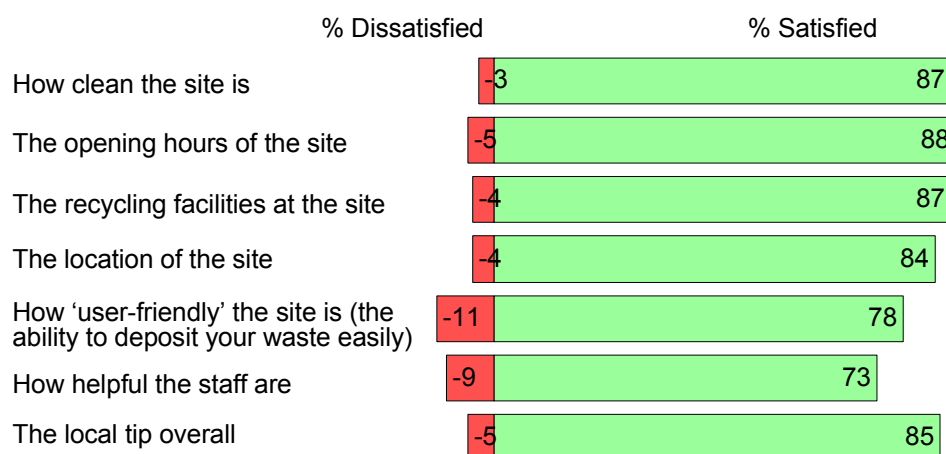 % Dissatisfied % Satisfied
How clean the site is -3 87
The opening hours of the site -5 88
The recycling facilities at the site -4 87
The location of the site -4 84
How ‘user-friendly’ the site is (the
ability to deposit your waste easily) -11 78
How helpful the staff are -9 73
The local tip overall -5 85